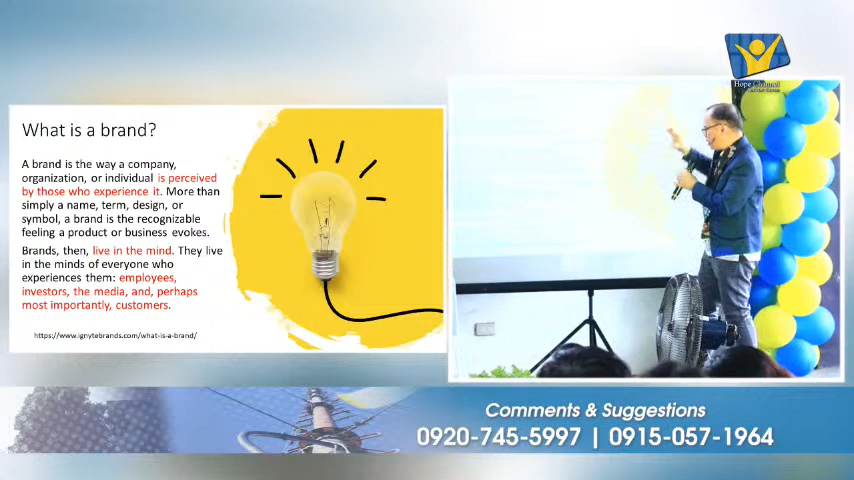 Hope Channel
What is a brand?
A brand is the way a company,
organization, or individual is perceived
by those who experience it. More than
simply a name, term, design, or
symbol, a brand is the recognizable
feeling a product or business evokes.
Brands, then, live in the mind. They live
in the minds of everyone who
experiences them: employees,
investors, the media, and, perhaps
most importantly, customers.
https://www.ignytebrands.com/what-is-a-brand/
Comments & Suggestions
0920-745-5997 | 0915-057-1964